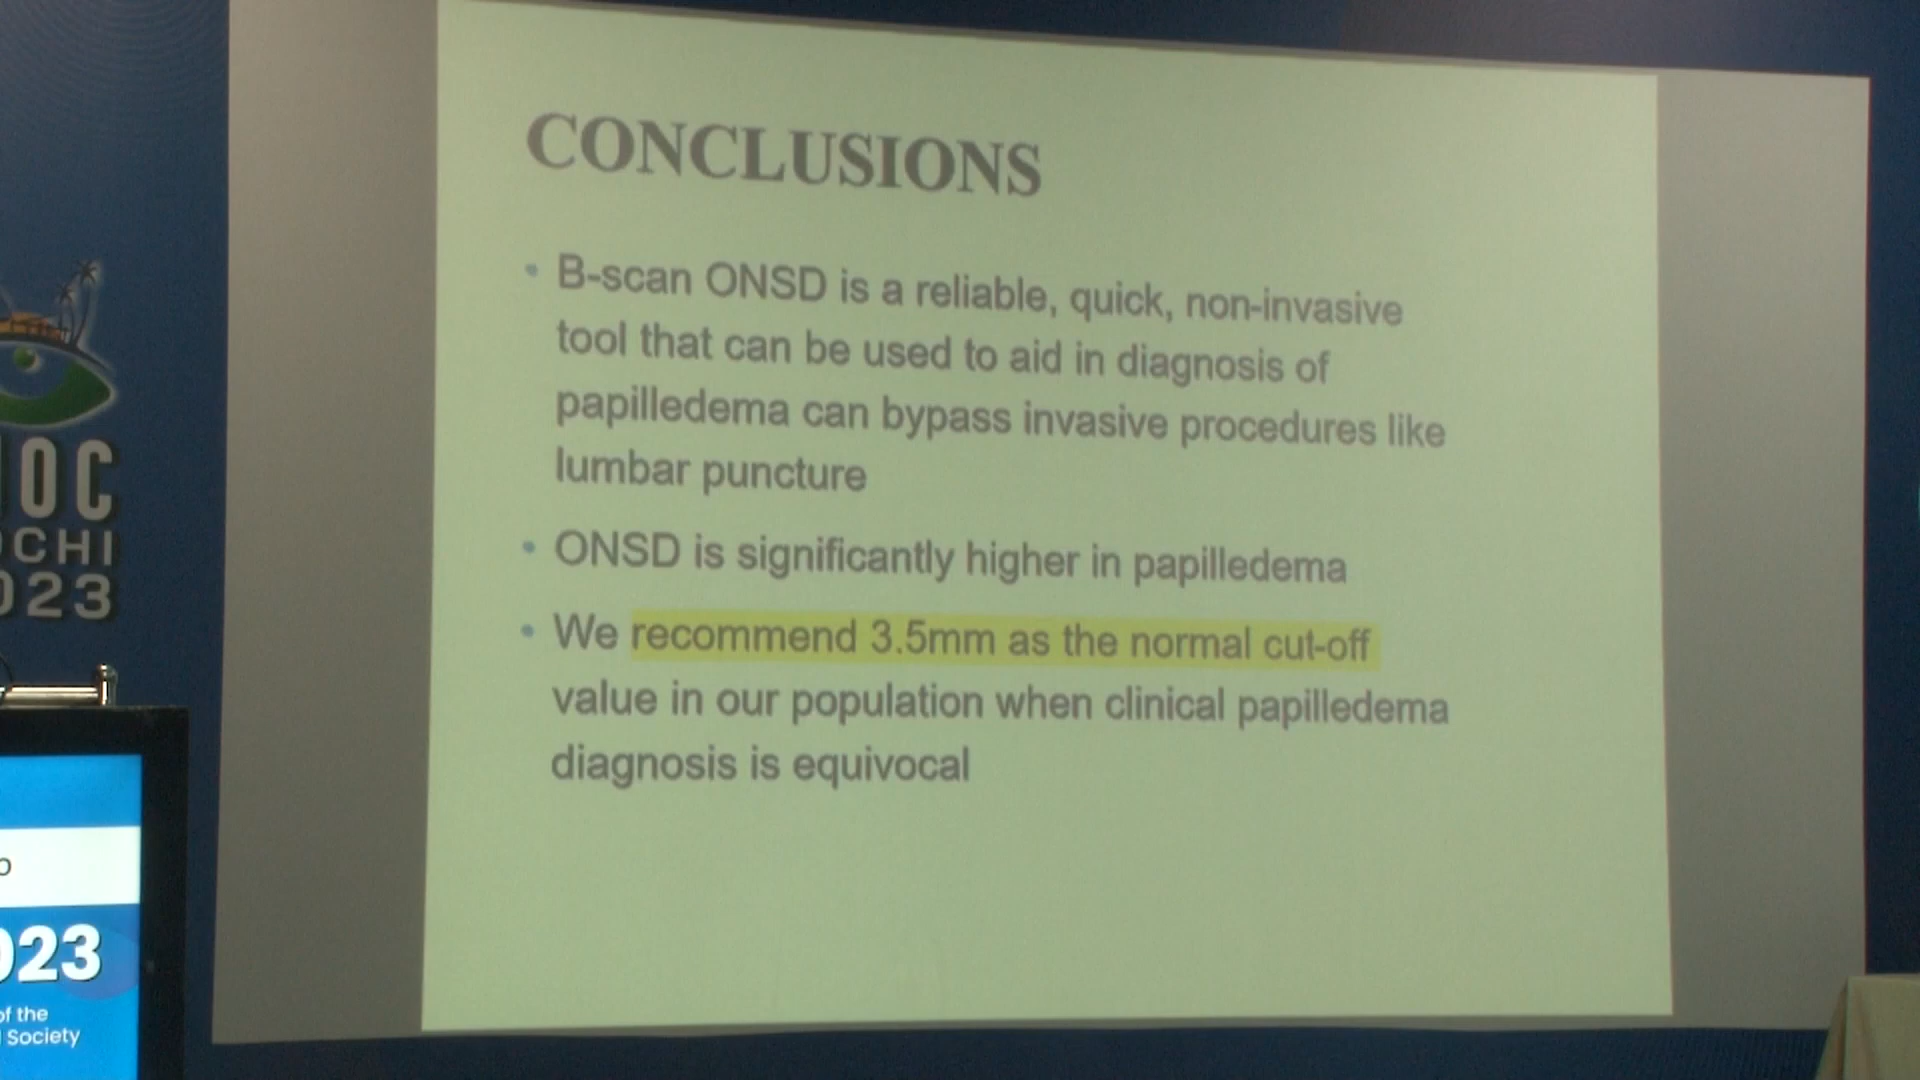 CONCLUSIONS
• B-scan ONSD is a reliable, quick, non-invasive
tool that can be used to aid in diagnosis of
papilledema can bypass invasive procedures like
lumbar puncture
• ONSD is significantly higher in papilledema
• We recommend 3.5mm as the normal cut-off
value in our population when clinical papilledema
diagnosis is equivocal
OC
OCHI
023
o
023
of the
Society